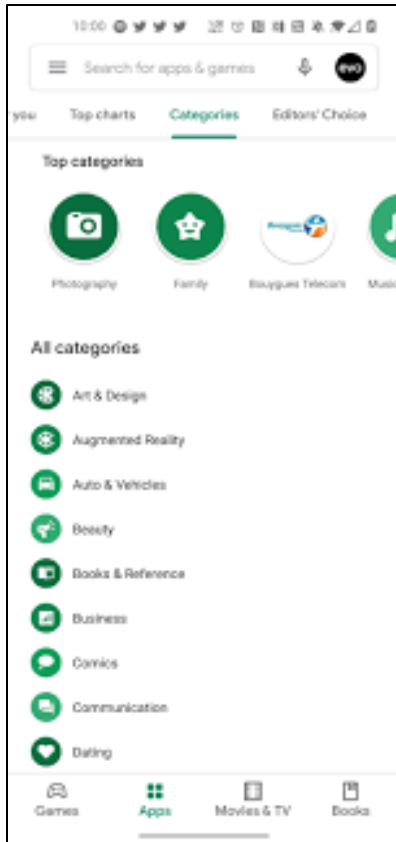 10:00
Search for apps & games
evo
you Top charts Categories Editors' Choice
Top categories
Photography Family Bouygues Telecom Music
All categories
Art & Design
Augmented Reality
Auto & Vehicles
Beauty
Books & Reference
Business
Comics
Communication
Dating
Games Apps Movies & TV Books